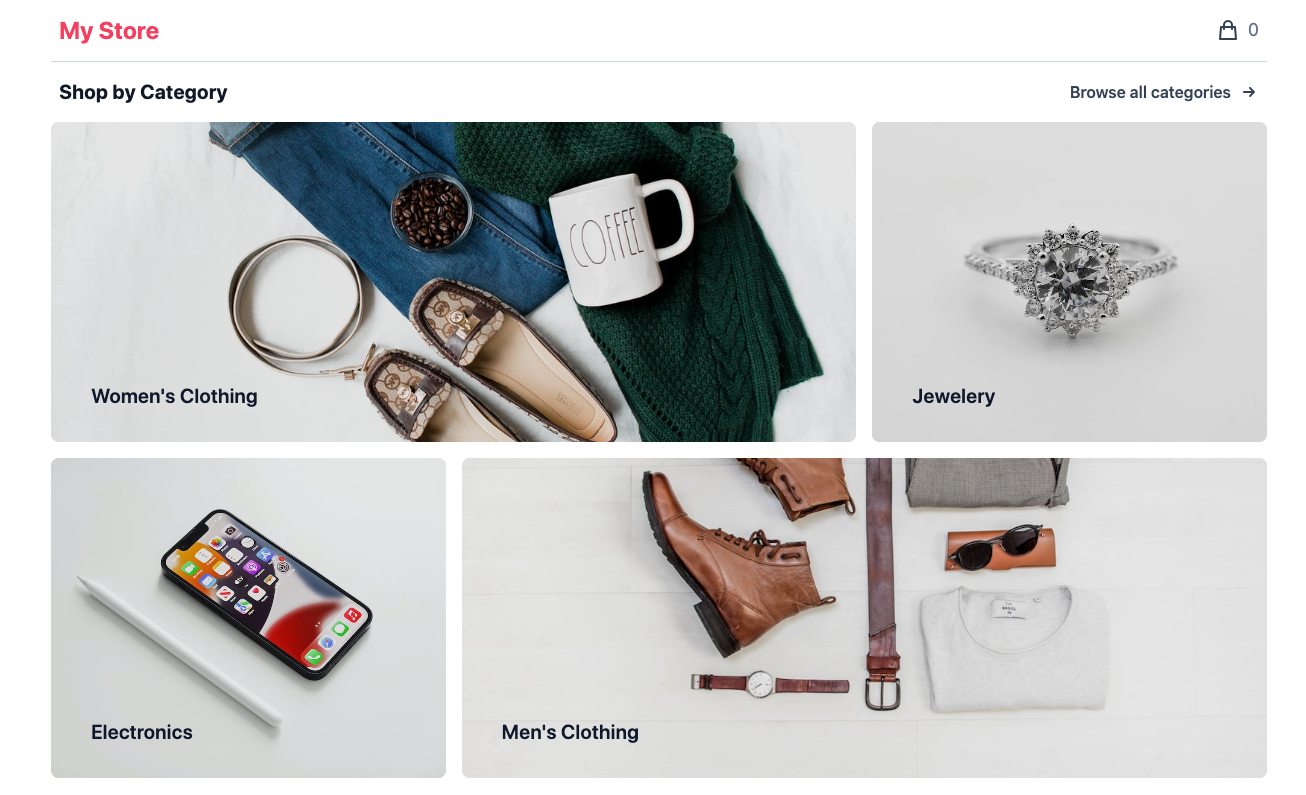 My Store
0
Shop by Category
Browse all categories →
COFFEE
Women's Clothing
Jewelery
Electronics
Men's Clothing